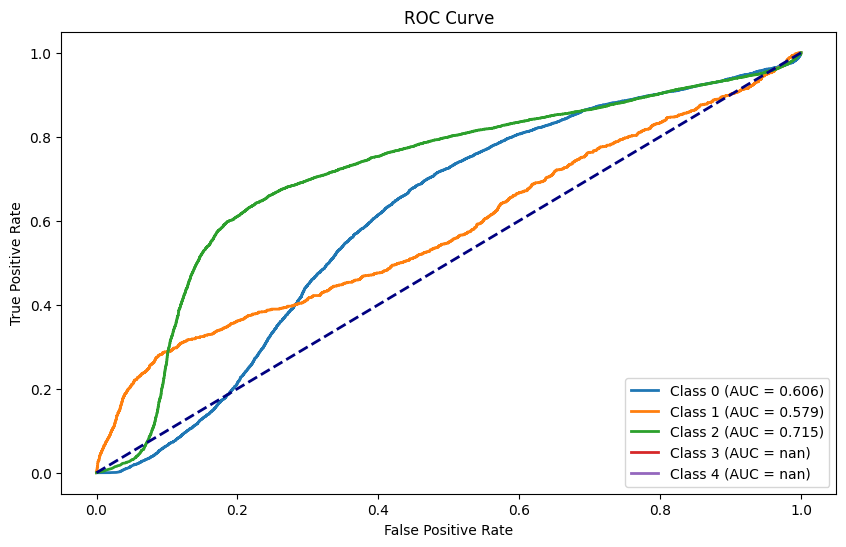 ROC Curve
1.0
0.8
0.6
0.4
0.2
0.0
True Positive Rate
Class 0 (AUC = 0.606)
Class 1 (AUC = 0.579)
Class 2 (AUC = 0.715)
Class 3 (AUC = nan)
Class 4 (AUC = nan)
0.0 0.2 0.4 0.6 0.8 1.0
False Positive Rate